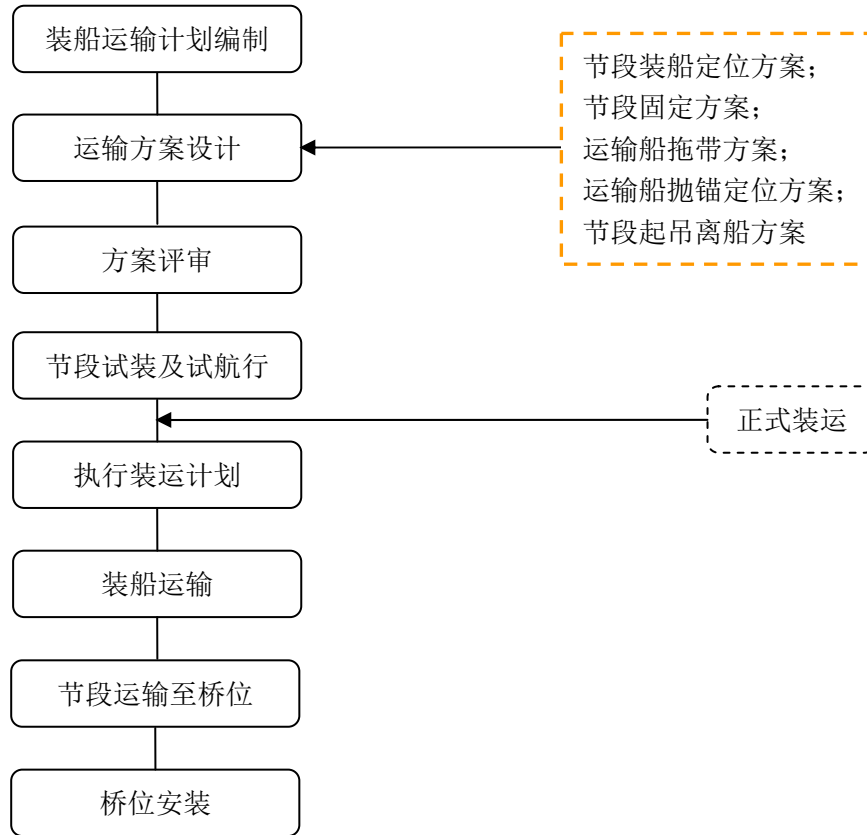 装船运输计划编制
运输方案设计
节段装船定位方案；
节段固定方案；
运输船拖带方案；
运输船抛锚定位方案；
节段起吊离船方案
方案评审
节段试装及试航行
正式装运
执行装运计划
装船运输
节段运输至桥位
桥位安装